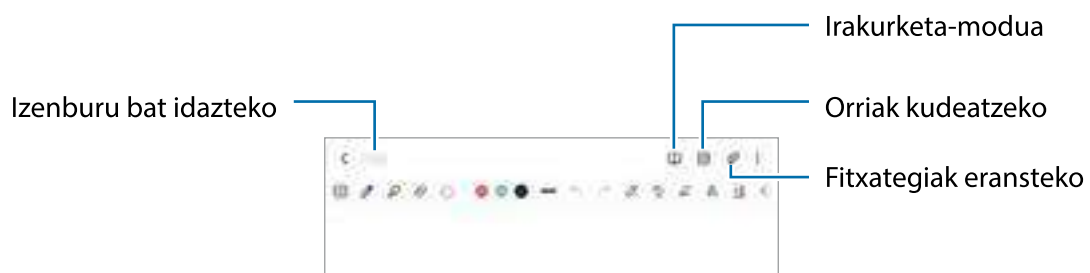 Irakurketa-modua
Izenburu bat idazteko
Orriak kudeatzeko
Fitxategiak eransteko